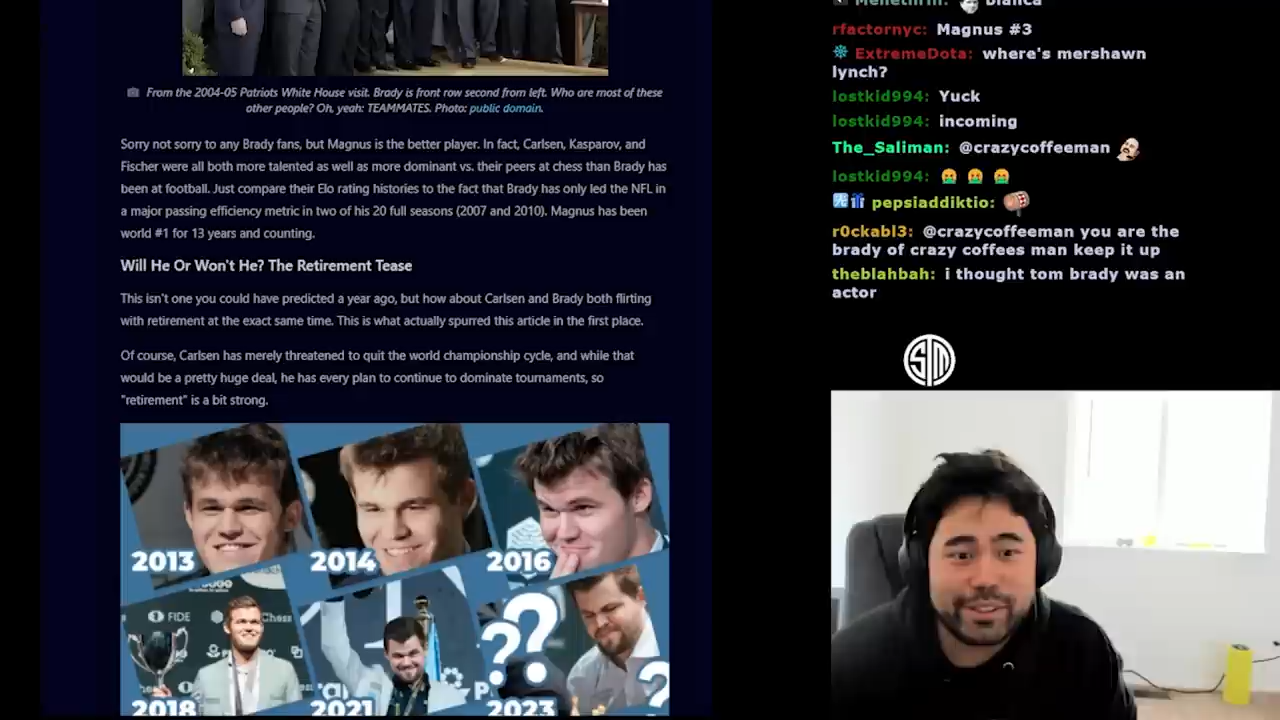 From the 2004-05 Patriots White House visit. Brady is front row second from left. Who are most of these
other people? Oh, yeah: TEAMMATES. Photo: public domain.
Sorry not sorry to any Brady fans, but Magnus is the better player. In fact, Carlsen, Kasparov, and
Fischer were all both more talented as well as more dominant vs. their peers at chess than Brady has
been at football. Just compare their Elo rating histories to the fact that Brady has only led the NFL in
a major passing efficiency metric in two of his 20 full seasons (2007 and 2010). Magnus has been
world #1 for 13 years and counting.
Will He Or Won't He? The Retirement Tease
This isn't one you could have predicted a year ago, but how about Carlsen and Brady both flirting
with retirement at the exact same time. This is what actually spurred this article in the first place.
Of course, Carlsen has merely threatened to quit the world championship cycle, and while that
would be a pretty huge deal, he has every plan to continue to dominate tournaments, so
"retirement" is a bit strong.
2013
2014
2016
FIDE
Chess
??
?
2018
2021
2023
bianca
rfactornyc: Magnus #3
ExtremeDota: where's mershawn
lynch?
lostkid994: Yuck
lostkid994: incoming
The_Saliman: @crazycoffeeman
lostkid994:
pepsiaddiktio:
r0ckabl3: @crazycoffeeman you are the
brady of crazy coffees man keep it up
theblahbah: i thought tom brady was an
actor
TSM